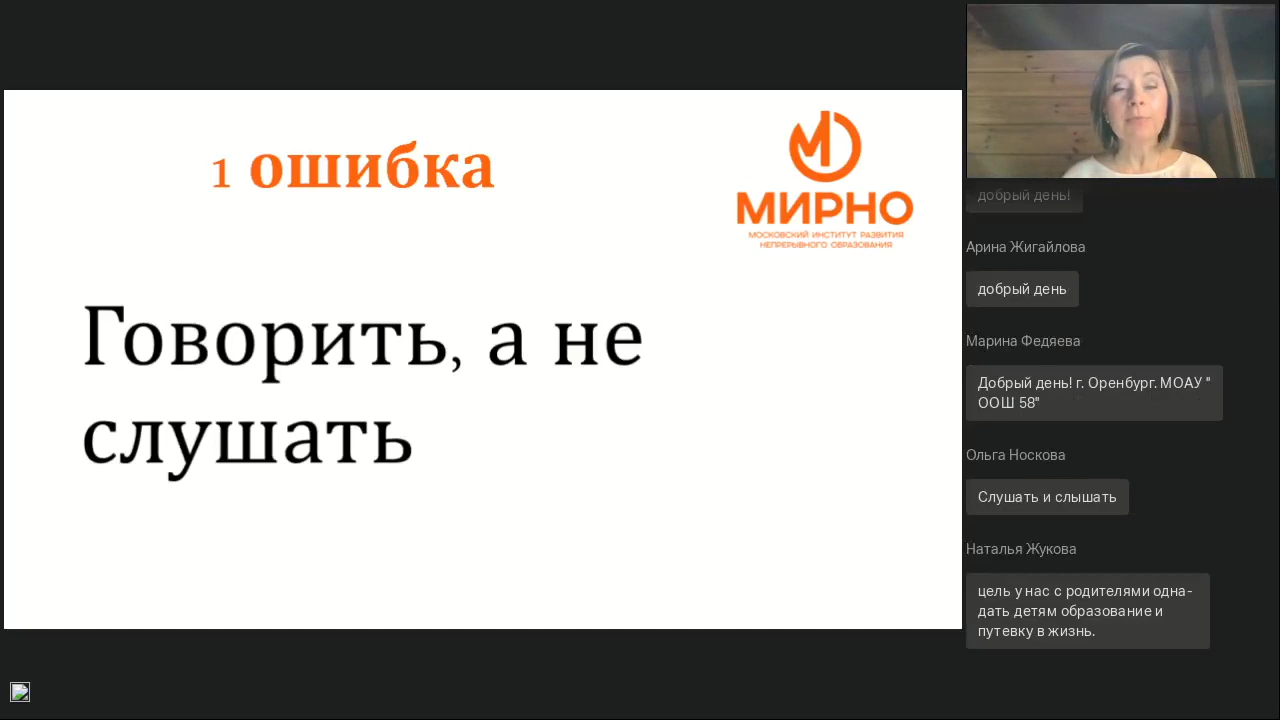 1 ошибка
МИРНО
МОСКОВСКИЙ ИНСТИТУТ РАЗВИТИЯ
НЕПРЕРЫВНОГО ОБРАЗОВАНИЯ
Говорить, а не
слушать
добрый день!
Арина Жигайлова
добрый день
Марина Федяева
Добрый день! г. Оренбург. МОАУ "
ООШ 58"
Ольга Носкова
Слушать и слышать
Наталья Жукова
цель у нас с родителями одна-
дать детям образование и
путевку в жизнь.